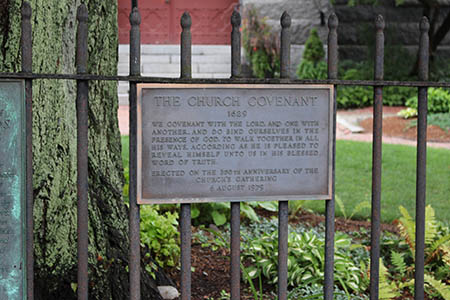 THE CHURCH COVENANT
1629
WE COVENANT WITH THE LORD, AND ONE WITH
ANOTHER, AND DO BIND OURSELVES IN THE
PRESENCE OF GOD, TO WALK TOGETHER IN ALL
HIS WAYS, ACCORDING AS HE IS PLEASED TO
REVEAL HIMSELF UNTO US IN HIS BLESSED
WORD OF TRUTH.
ERECTED ON THE 350TH ANNIVERSARY OF THE
CHURCH'S GATHERING
6 AUGUST 1979